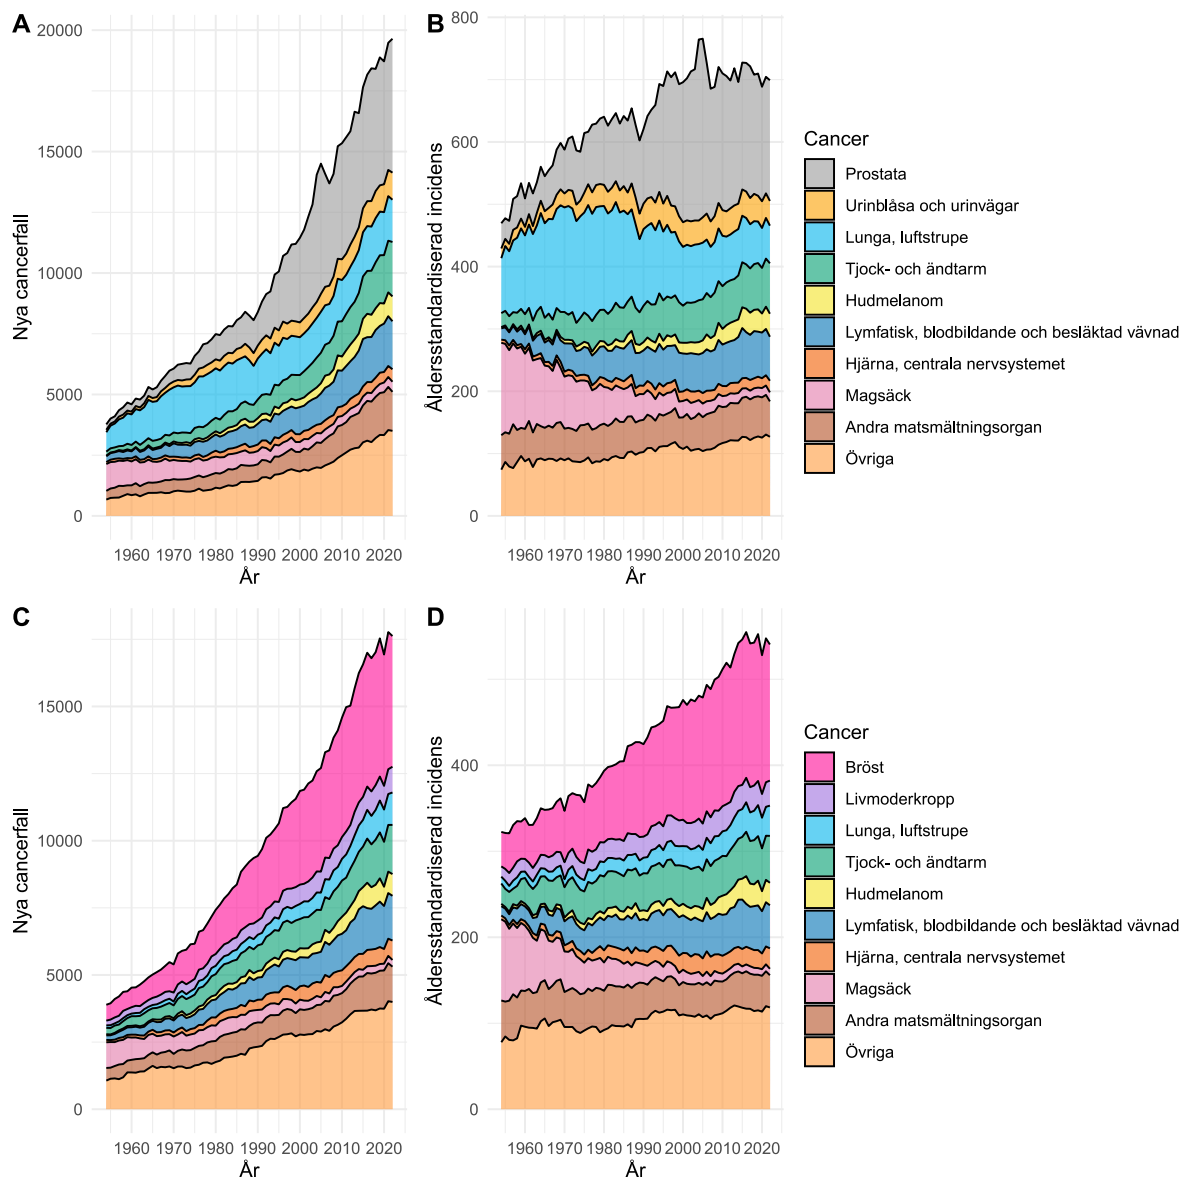 A
Nya cancerfall
20000
15000
10000
5000
0
1960 1970 1980 1990 2000 2010 2020
År
B
Åldersstandardiserad incidens
800
600
400
200
0
1960 1970 1980 1990 2000 2010 2020
År
Cancer
Prostata
Urinblåsa och urinvägar
Lunga, luftstrupe
Tjock- och ändtarm
Hudmelanom
Lymfatisk, blodbildande och besläktad vävnad
Hjärna, centrala nervsystemet
Magsäck
Andra matsmältningsorgan
Övriga
C
Nya cancerfall
15000
10000
5000
0
1960 1970 1980 1990 2000 2010 2020
År
D
Åldersstandardiserad incidens
400
200
0
1960 1970 1980 1990 2000 2010 2020
År
Cancer
Bröst
Livmoderkropp
Lunga, luftstrupe
Tjock- och ändtarm
Hudmelanom
Lymfatisk, blodbildande och besläktad vävnad
Hjärna, centrala nervsystemet
Magsäck
Andra matsmältningsorgan
Övriga